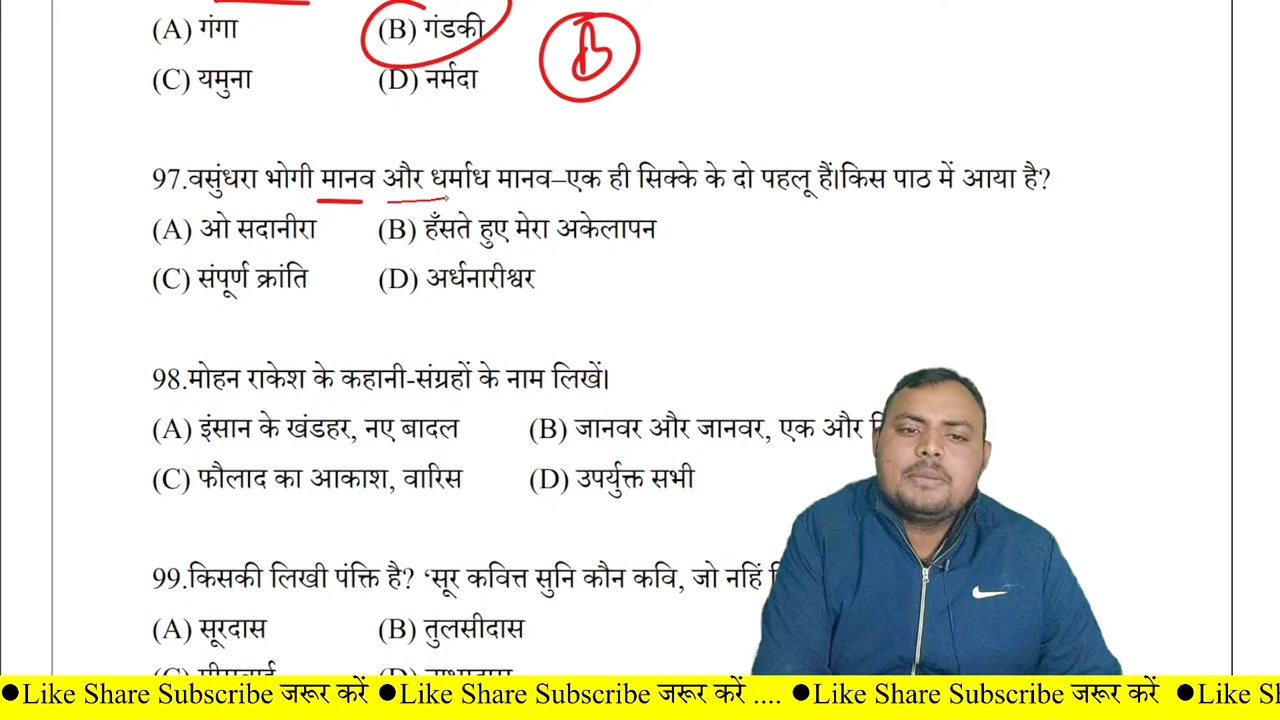 (A) गंगा (B) गंडकी B
(C) यमुना (D) नर्मदा
97.वसुंधरा भोगी मानव और धर्माध मानव–एक ही सिक्के के दो पहलू हैं।किस पाठ में आया है?
(A) ओ सदानीरा (B) हँसते हुए मेरा अकेलापन
(C) संपूर्ण क्रांति (D) अर्धनारीश्वर
98.मोहन राकेश के कहानी-संग्रहों के नाम लिखें।
(A) इंसान के खंडहर, नए बादल (B) जानवर और जानवर, एक और
(C) फौलाद का आकाश, वारिस (D) उपर्युक्त सभी
99.किसकी लिखी पंक्ति है? ‘सूर कवित्त सुनि कौन कवि, जो नहिं
(A) सूरदास (B) तुलसीदास
●Like Share Subscribe जरूर करें ●Like Share Subscribe जरूर करें .... ●Like Share Subscribe जरूर करें ●Like Sh